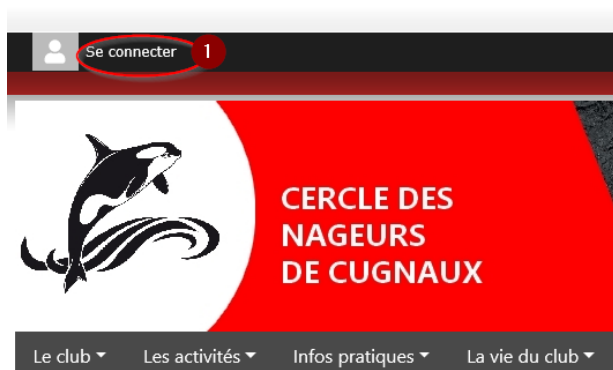 Se connecter 1
CERCLE DES
NAGEURS
DE CUGNAUX
Le club Les activités Infos pratiques La vie du club